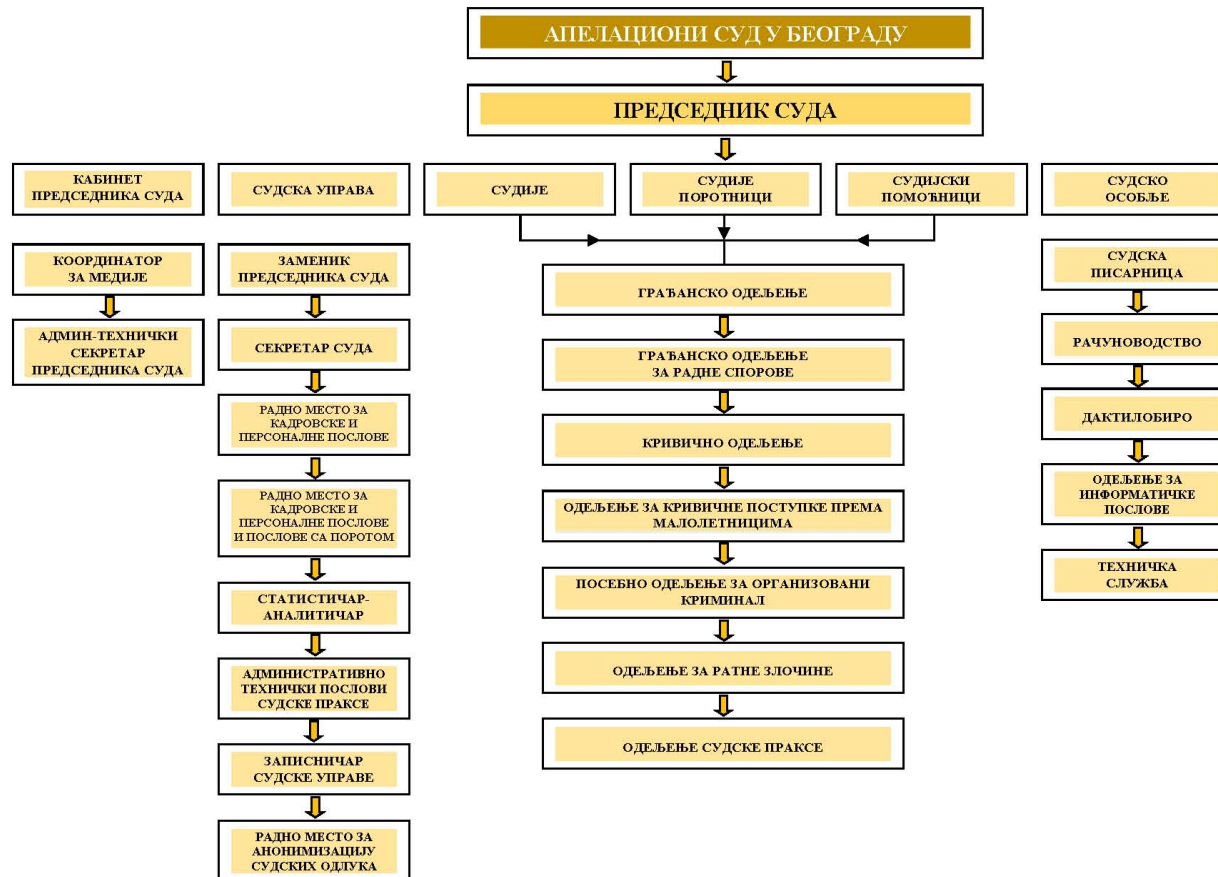 АПЕЛАЦИОНИ СУД У БЕОГРАДУ
ПРЕДСЕДНИК СУДА
КАБИНЕТ
ПРЕДСЕДНИКА СУДА
СУДСКА УПРАВА
СУДИЈЕ
СУДИЈЕ
ПОРОТНИЦИ
СУДИЈСКИ
ПОМОЋНИЦИ
СУДСКО
ОСОБЉЕ
КООРДИНАТОР
ЗА МЕДИЈЕ
АДМИН-ТЕХНИЧКИ
СЕКРЕТАР
ПРЕДСЕДНИКА СУДА
ЗАМЕНИК
ПРЕДСЕДНИКА СУДА
СЕКРЕТАР СУДА
РАДНО МЕСТО ЗА
КАДРОВСКЕ И
ПЕРСОНАЛНЕ ПОСЛОВЕ
РАДНО МЕСТО ЗА
КАДРОВСКЕ И
ПЕРСОНАЛНЕ ПОСЛОВЕ
И ПОСЛОВЕ СА ПОРОТОМ
СТАТИСТИЧАР-
АНАЛИТИЧАР
АДМИНИСТРАТИВНО
ТЕХНИЧКИ ПОСЛОВИ
СУДСКЕ ПРАКСЕ
ЗАПИСНИЧАР
СУДСКЕ УПРАВЕ
РАДНО МЕСТО ЗА
АНОНИМИЗАЦИЈУ
СУДСКИХ ОДЛУКА
ГРАЂАНСКО ОДЕЉЕЊЕ
ГРАЂАНСКО ОДЕЉЕЊЕ
ЗА РАДНЕ СПОРОВЕ
КРИВИЧНО ОДЕЉЕЊЕ
ОДЕЉЕЊЕ ЗА КРИВИЧНЕ ПОСТУПКЕ ПРЕМА
МАЛОЛЕТНИЦИМА
ПОСЕБНО ОДЕЉЕЊЕ ЗА ОРГАНИЗОВАНИ
КРИМИНАЛ
ОДЕЉЕЊЕ ЗА РАТНЕ ЗЛОЧИНЕ
ОДЕЉЕЊЕ СУДСКЕ ПРАКСЕ
СУДСКА
ПИСАРНИЦА
РАЧУНОВОДСТВО
ДАКТИЛОБИРО
ОДЕЉЕЊЕ ЗА
ИНФОРМАТИЧКЕ
ПОСЛОВЕ
ТЕХНИЧКА
СЛУЖБА